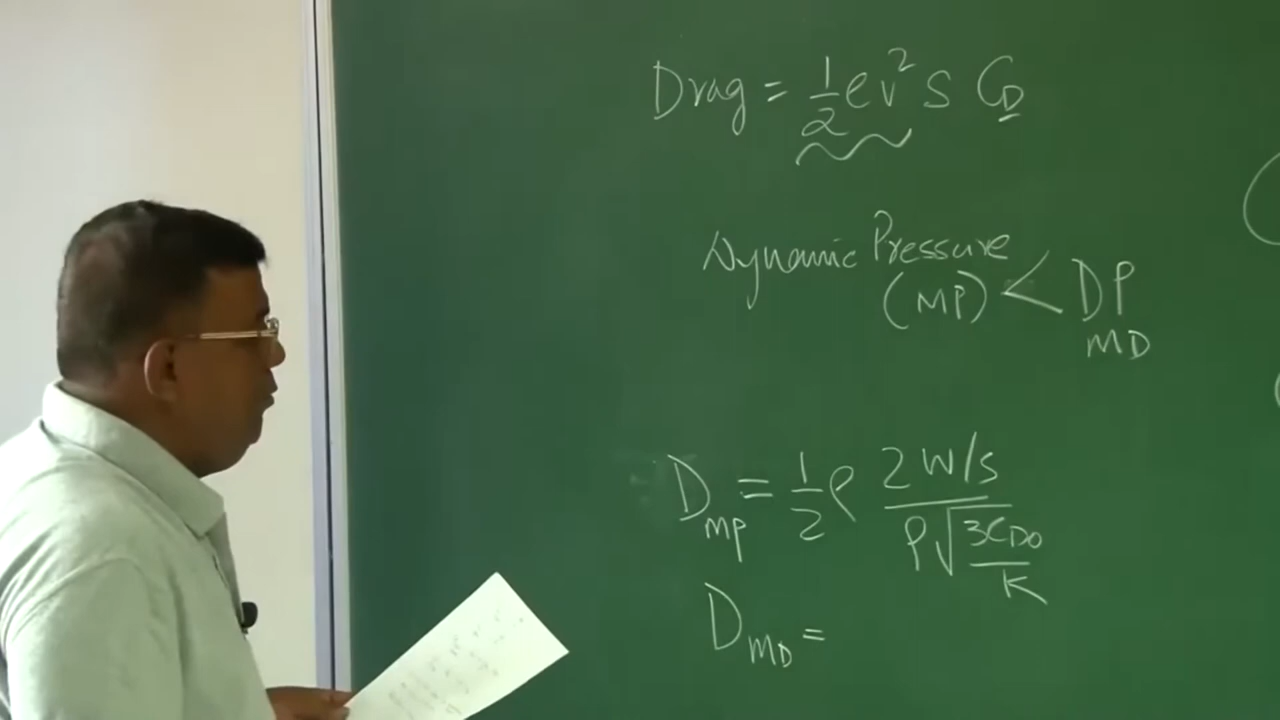 Drag = 1/2 ρv² S C_D
Dynamic Pressure
(MP) < DP
MD
D_MP = 1/2 ρ 2W/S / ρ√(3C_D0/K)
D_MD =